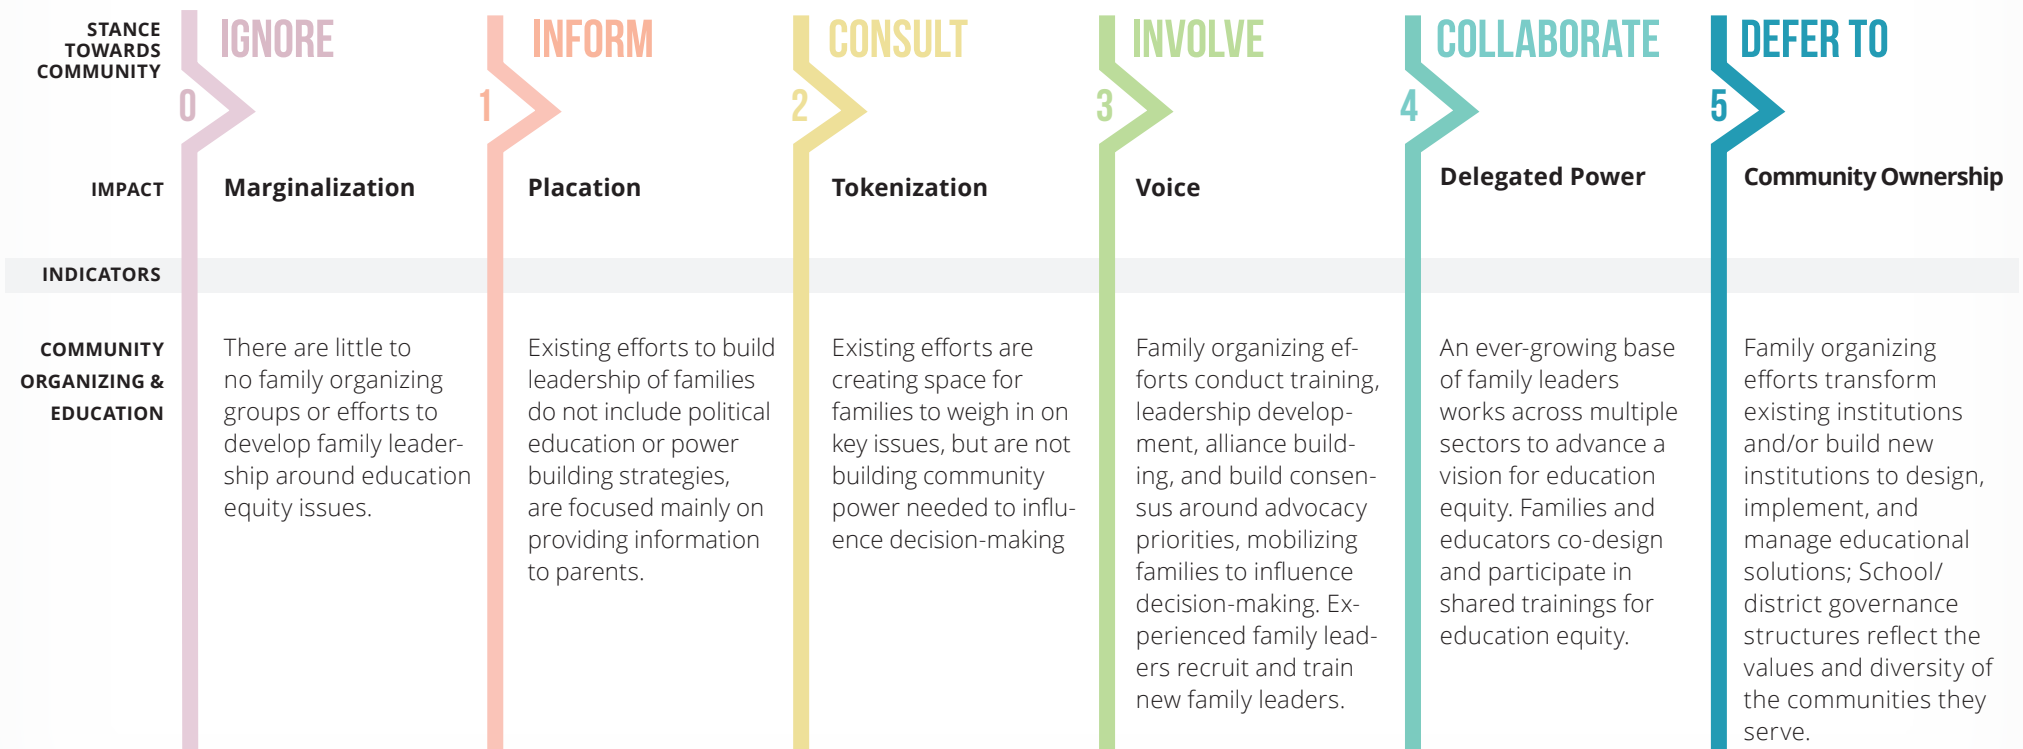 STANCE
TOWARDS
COMMUNITY
IGNORE
INFORM
CONSULT
INVOLVE
COLLABORATE
DEFER TO
0
1
2
3
4
5
IMPACT
Marginalization
Placation
Tokenization
Voice
Delegated Power
Community Ownership
INDICATORS
COMMUNITY
ORGANIZING &
EDUCATION
There are little to
no family organizing
groups or efforts to
develop family leader-
ship around education
equity issues.
Existing efforts to build
leadership of families
do not include political
education or power
building strategies,
are focused mainly on
providing information
to parents.
Existing efforts are
creating space for
families to weigh in on
key issues, but are not
building community
power needed to influ-
ence decision-making
Family organizing ef-
forts conduct training,
leadership develop-
ment, alliance build-
ing, and build consen-
sus around advocacy
priorities, mobilizing
families to influence
decision-making. Ex-
perienced family lead-
ers recruit and train
new family leaders.
An ever-growing base
of family leaders
works across multiple
sectors to advance a
vision for education
equity. Families and
educators co-design
and participate in
shared trainings for
education equity.
Family organizing
efforts transform
existing institutions
and/or build new
institutions to design,
implement, and
manage educational
solutions; School/
district governance
structures reflect the
values and diversity of
the communities they
serve.